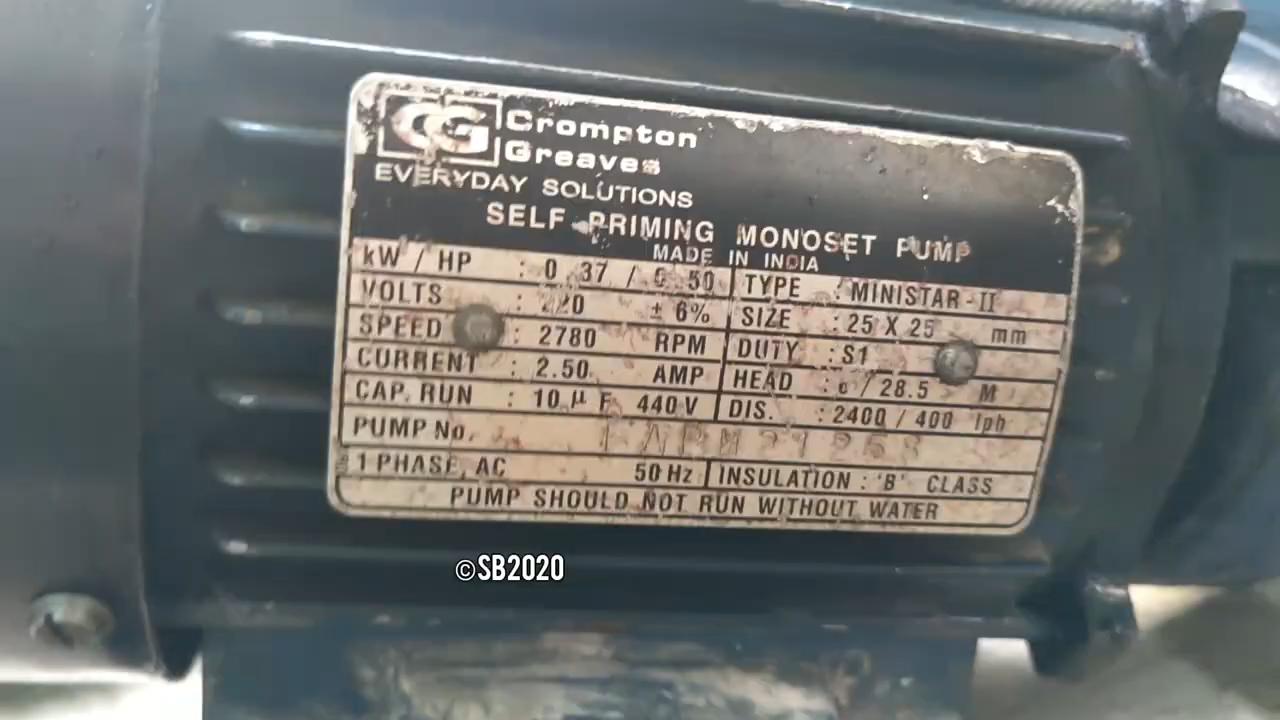 CG Crompton
Greaves
EVERYDAY SOLUTIONS
SELF PRIMING MONOSET PUMP
MADE IN INDIA
kW / HP : 0.37 / 0.50 TYPE : MINISTAR-II
VOLTS : 220 ± 6% SIZE : 25 X 25 mm
SPEED : 2780 RPM DUTY : S1
CURRENT : 2.50 AMP HEAD : / 28.5 M
CAP. RUN : 10 µF 440 V DIS. : 2400 / 400 lph
PUMP No.
1 PHASE, AC 50 Hz INSULATION : 'B' CLASS
PUMP SHOULD NOT RUN WITHOUT WATER
©SB2020